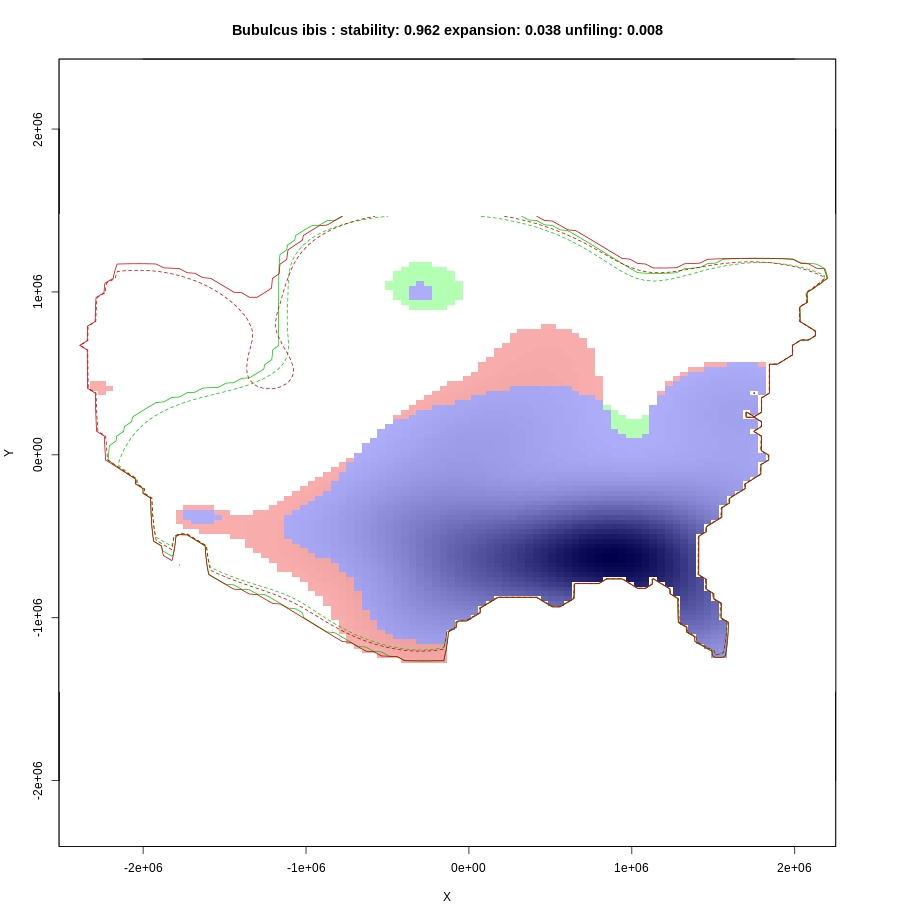 Bubulcus ibis : stability: 0.962 expansion: 0.038 unfiling: 0.008
2e+06
1e+06
0e+00
-1e+06
-2e+06
Y
-2e+06 -1e+06 0e+00 1e+06 2e+06
X